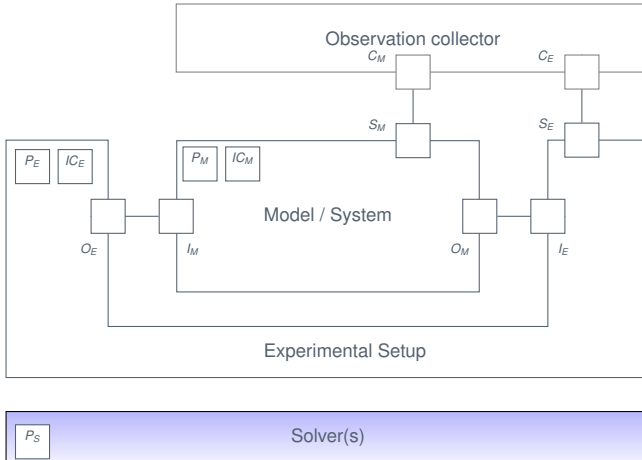 Observation collector
C_M
C_E
S_M
S_E
P_E
IC_E
P_M
IC_M
Model / System
O_E
I_M
O_M
I_E
Experimental Setup
P_S
Solver(s)